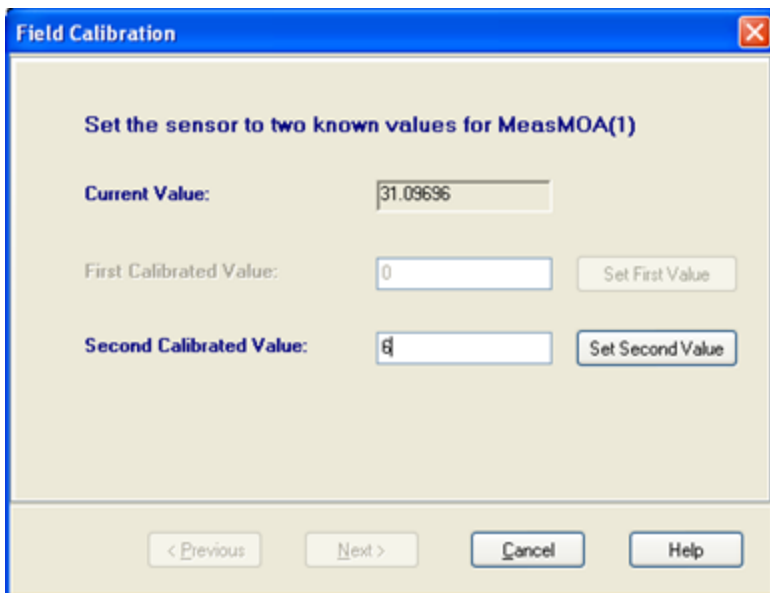 Field Calibration
Set the sensor to two known values for MeasMOA(1)
Current Value: 31.09696
First Calibrated Value: 0 Set First Value
Second Calibrated Value: 6 Set Second Value
< Previous Next > Cancel Help